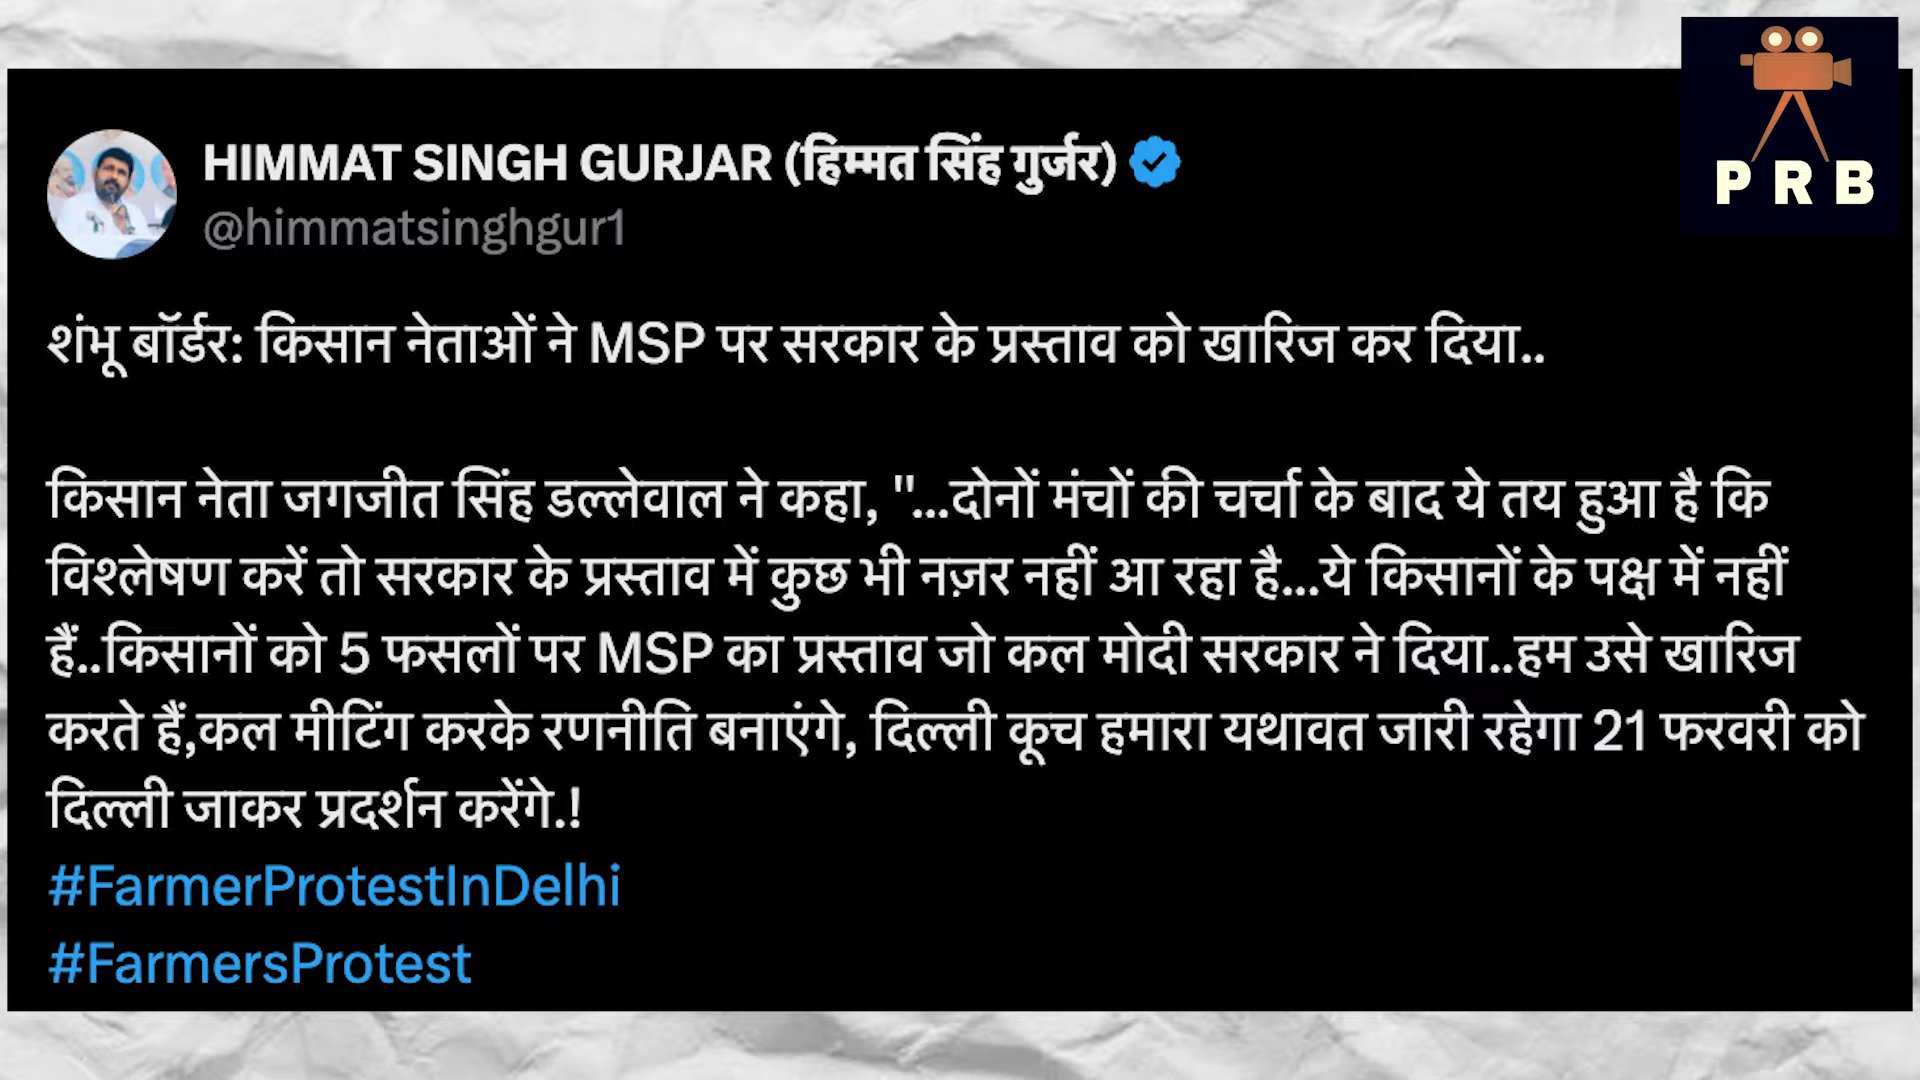 HIMMAT SINGH GURJAR (हिम्मत सिंह गुर्जर)
@himmatsinghgur1
PRB
शंभू बॉर्डर: किसान नेताओं ने MSP पर सरकार के प्रस्ताव को खारिज कर दिया..
किसान नेता जगजीत सिंह डल्लेवाल ने कहा, "...दोनों मंचों की चर्चा के बाद ये तय हुआ है कि
विश्लेषण करें तो सरकार के प्रस्ताव में कुछ भी नज़र नहीं आ रहा है...ये किसानों के पक्ष में नहीं
हैं..किसानों को 5 फसलों पर MSP का प्रस्ताव जो कल मोदी सरकार ने दिया..हम उसे खारिज
करते हैं,कल मीटिंग करके रणनीति बनाएंगे, दिल्ली कूच हमारा यथावत जारी रहेगा 21 फरवरी को
दिल्ली जाकर प्रदर्शन करेंगे.!
#FarmerProtestInDelhi
#FarmersProtest